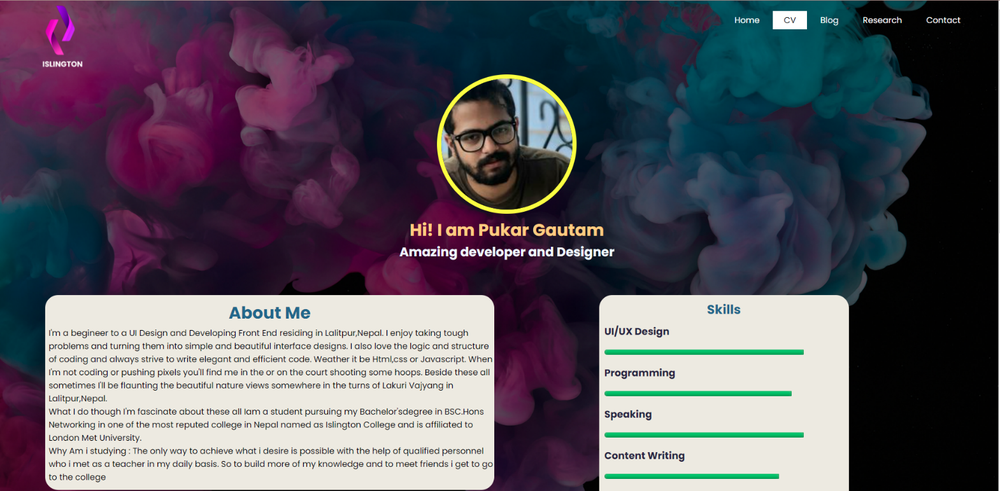 ISLINGTON
Home CV Blog Research Contact
Hi! I am Pukar Gautam
Amazing developer and Designer
About Me
I'm a begineer to a UI Design and Developing Front End residing in Lalitpur,Nepal. I enjoy taking tough
problems and turning them into simple and beautiful interface designs. I also love the logic and structure
of coding and always strive to write elegant and efficient code. Weather it be Html,css or Javascript. When
I'm not coding or pushing pixels you'll find me in the or on the court shooting some hoops. Beside these all
sometimes I'll be flaunting the beautiful nature views somewhere in the turns of Lakuri Vajyang in
Lalitpur,Nepal.
What I do though I'm fascinate about these all Iam a student pursuing my Bachelor'sdegree in BSC.Hons
Networking in one of the most reputed college in Nepal named as Islington College and is affiliated to
London Met University.
Why Am i studying : The only way to achieve what i desire is possible with the help of qualified personnel
who i met as a teacher in my daily basis. So to build more of my knowledge and to meet friends i get to go
to the college
Skills
UI/UX Design
Programming
Speaking
Content Writing